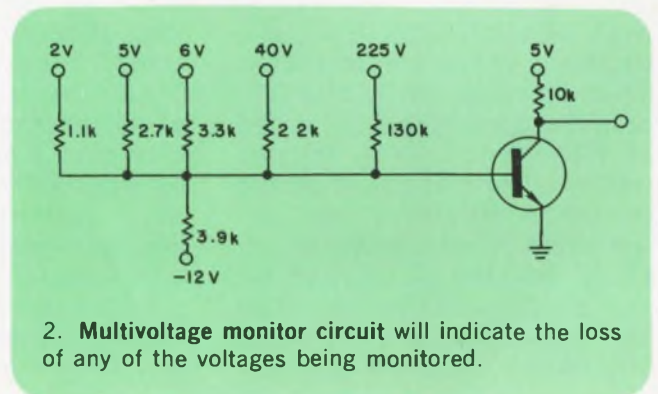 2V 5V 6V 40V 225 V 5V
10k
1.1k 2.7k 3.3k 2 2k 130k
3.9k
-12V
2. Multivoltage monitor circuit will indicate the loss
of any of the voltages being monitored.